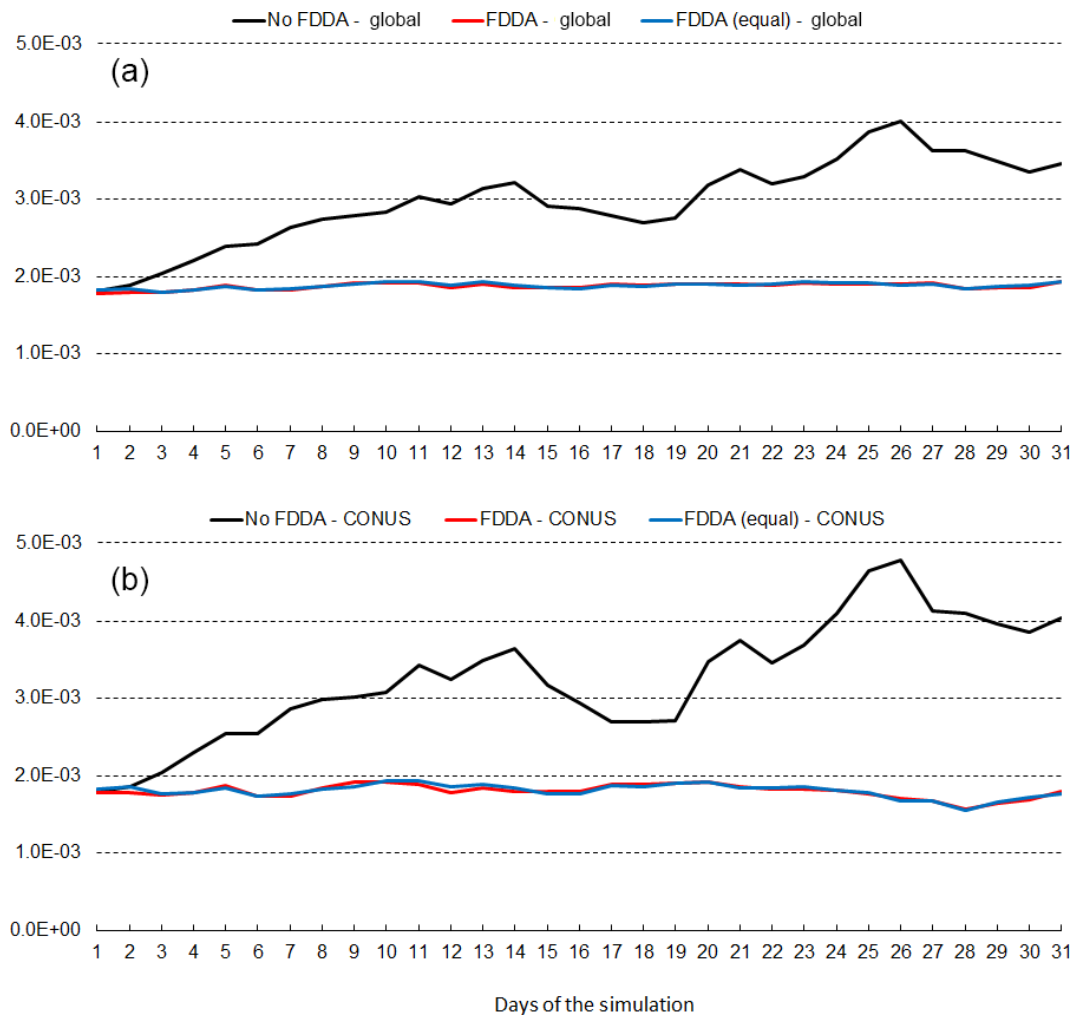 No FDDA - global FDDA - global FDDA (equal) - global
5.0E-03
(a)
4.0E-03
3.0E-03
2.0E-03
1.0E-03
0.0E+00
1 2 3 4 5 6 7 8 9 10 11 12 13 14 15 16 17 18 19 20 21 22 23 24 25 26 27 28 29 30 31
No FDDA - CONUS FDDA - CONUS FDDA (equal) - CONUS
5.0E-03
(b)
4.0E-03
3.0E-03
2.0E-03
1.0E-03
0.0E+00
1 2 3 4 5 6 7 8 9 10 11 12 13 14 15 16 17 18 19 20 21 22 23 24 25 26 27 28 29 30 31
Days of the simulation